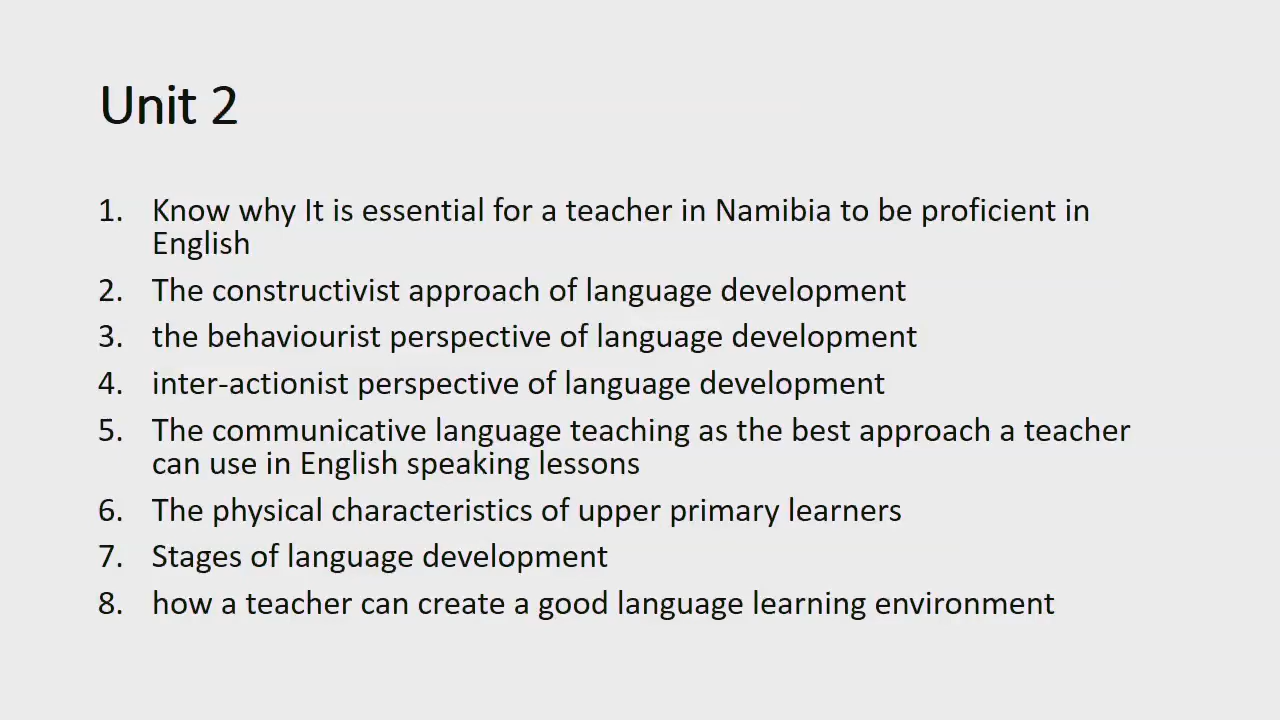 Unit 2
1. Know why It is essential for a teacher in Namibia to be proficient in
English
2. The constructivist approach of language development
3. the behaviourist perspective of language development
4. inter-actionist perspective of language development
5. The communicative language teaching as the best approach a teacher
can use in English speaking lessons
6. The physical characteristics of upper primary learners
7. Stages of language development
8. how a teacher can create a good language learning environment